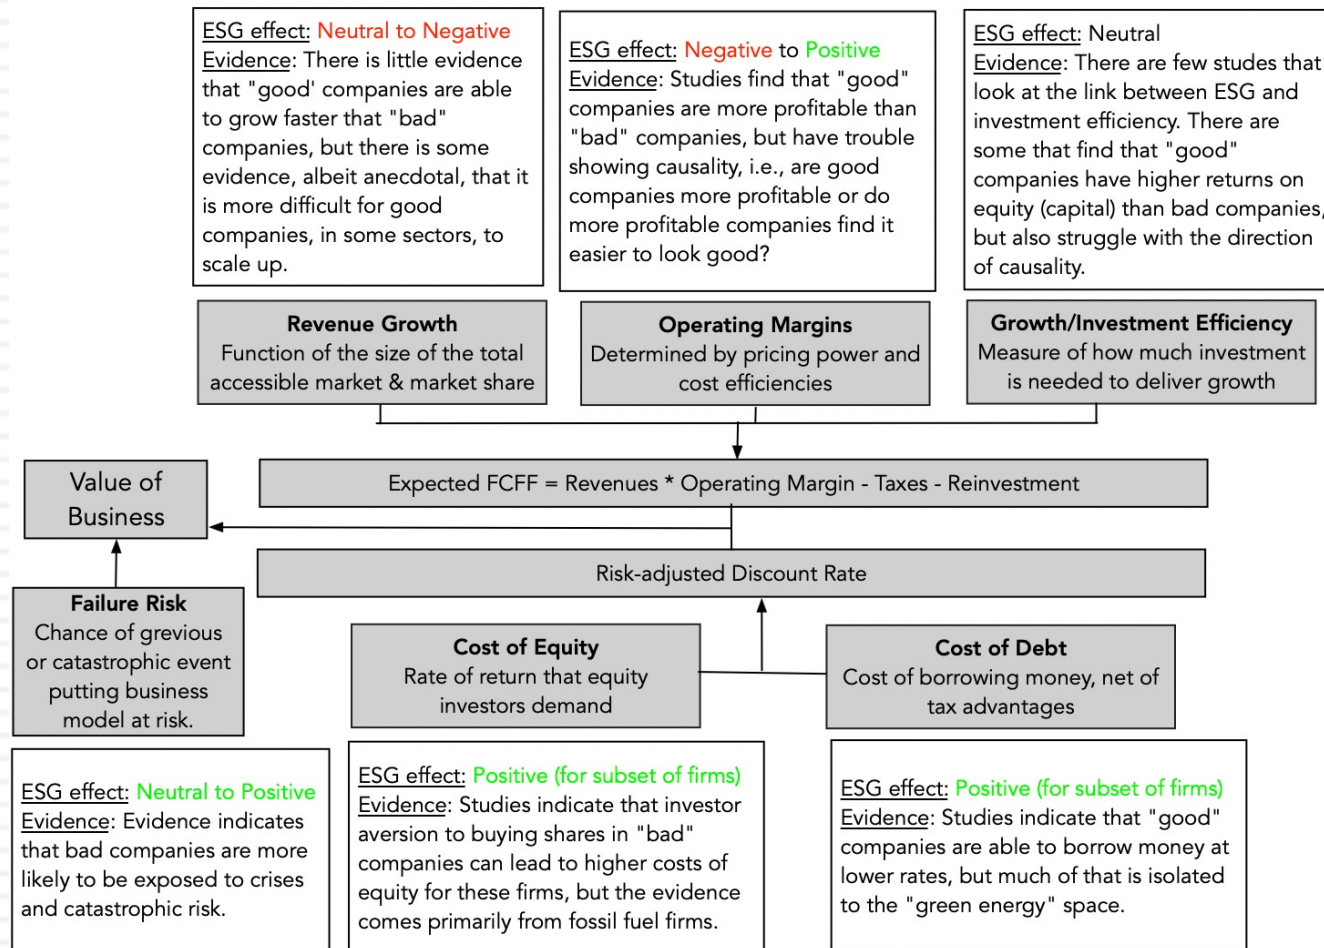 ESG effect: Neutral to Negative
Evidence: There is little evidence
that "good' companies are able
to grow faster that "bad"
companies, but there is some
evidence, albeit anecdotal, that it
is more difficult for good
companies, in some sectors, to
scale up.
ESG effect: Negative to Positive
Evidence: Studies find that "good"
companies are more profitable than
"bad" companies, but have trouble
showing causality, i.e., are good
companies more profitable or do
more profitable companies find it
easier to look good?
ESG effect: Neutral
Evidence: There are few studes that
look at the link between ESG and
investment efficiency. There are
some that find that "good"
companies have higher returns on
equity (capital) than bad companies,
but also struggle with the direction
of causality.
Revenue Growth
Function of the size of the total
accessible market & market share
Operating Margins
Determined by pricing power and
cost efficiencies
Growth/Investment Efficiency
Measure of how much investment
is needed to deliver growth
Value of
Business
Expected FCFF = Revenues * Operating Margin - Taxes - Reinvestment
Risk-adjusted Discount Rate
Failure Risk
Chance of grevious
or catastrophic event
putting business
model at risk.
Cost of Equity
Rate of return that equity
investors demand
Cost of Debt
Cost of borrowing money, net of
tax advantages
ESG effect: Neutral to Positive
Evidence: Evidence indicates
that bad companies are more
likely to be exposed to crises
and catastrophic risk.
ESG effect: Positive (for subset of firms)
Evidence: Studies indicate that investor
aversion to buying shares in "bad"
companies can lead to higher costs of
equity for these firms, but the evidence
comes primarily from fossil fuel firms.
ESG effect: Positive (for subset of firms)
Evidence: Studies indicate that "good"
companies are able to borrow money at
lower rates, but much of that is isolated
to the "green energy" space.